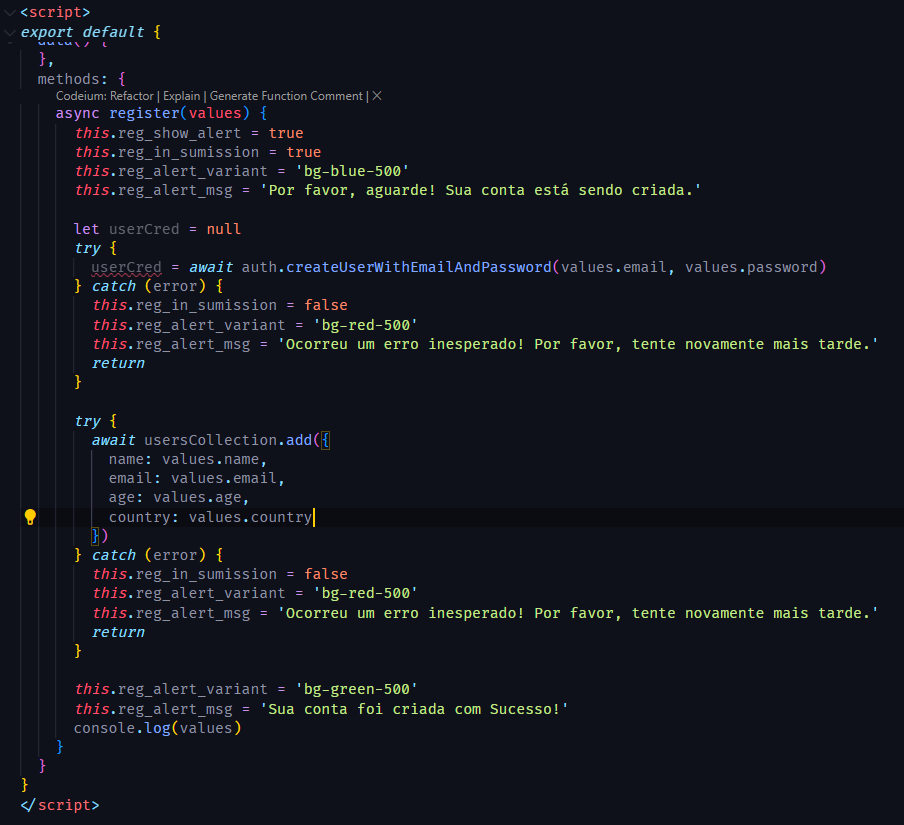 <script>
export default {
data() {
},
methods: {
Codeium: Refactor | Explain | Generate Function Comment | ×
async register(values) {
this.reg_show_alert = true
this.reg_in_sumission = true
this.reg_alert_variant = 'bg-blue-500'
this.reg_alert_msg = 'Por favor, aguarde! Sua conta está sendo criada.'
let userCred = null
try {
userCred = await auth.createUserWithEmailAndPassword(values.email, values.password)
} catch (error) {
this.reg_in_sumission = false
this.reg_alert_variant = 'bg-red-500'
this.reg_alert_msg = 'Ocorreu um erro inesperado! Por favor, tente novamente mais tarde.'
return
}
try {
await usersCollection.add({
name: values.name,
email: values.email,
age: values.age,
country: values.country
})
} catch (error) {
this.reg_in_sumission = false
this.reg_alert_variant = 'bg-red-500'
this.reg_alert_msg = 'Ocorreu um erro inesperado! Por favor, tente novamente mais tarde.'
return
}
this.reg_alert_variant = 'bg-green-500'
this.reg_alert_msg = 'Sua conta foi criada com Sucesso!'
console.log(values)
}
}
}
</script>